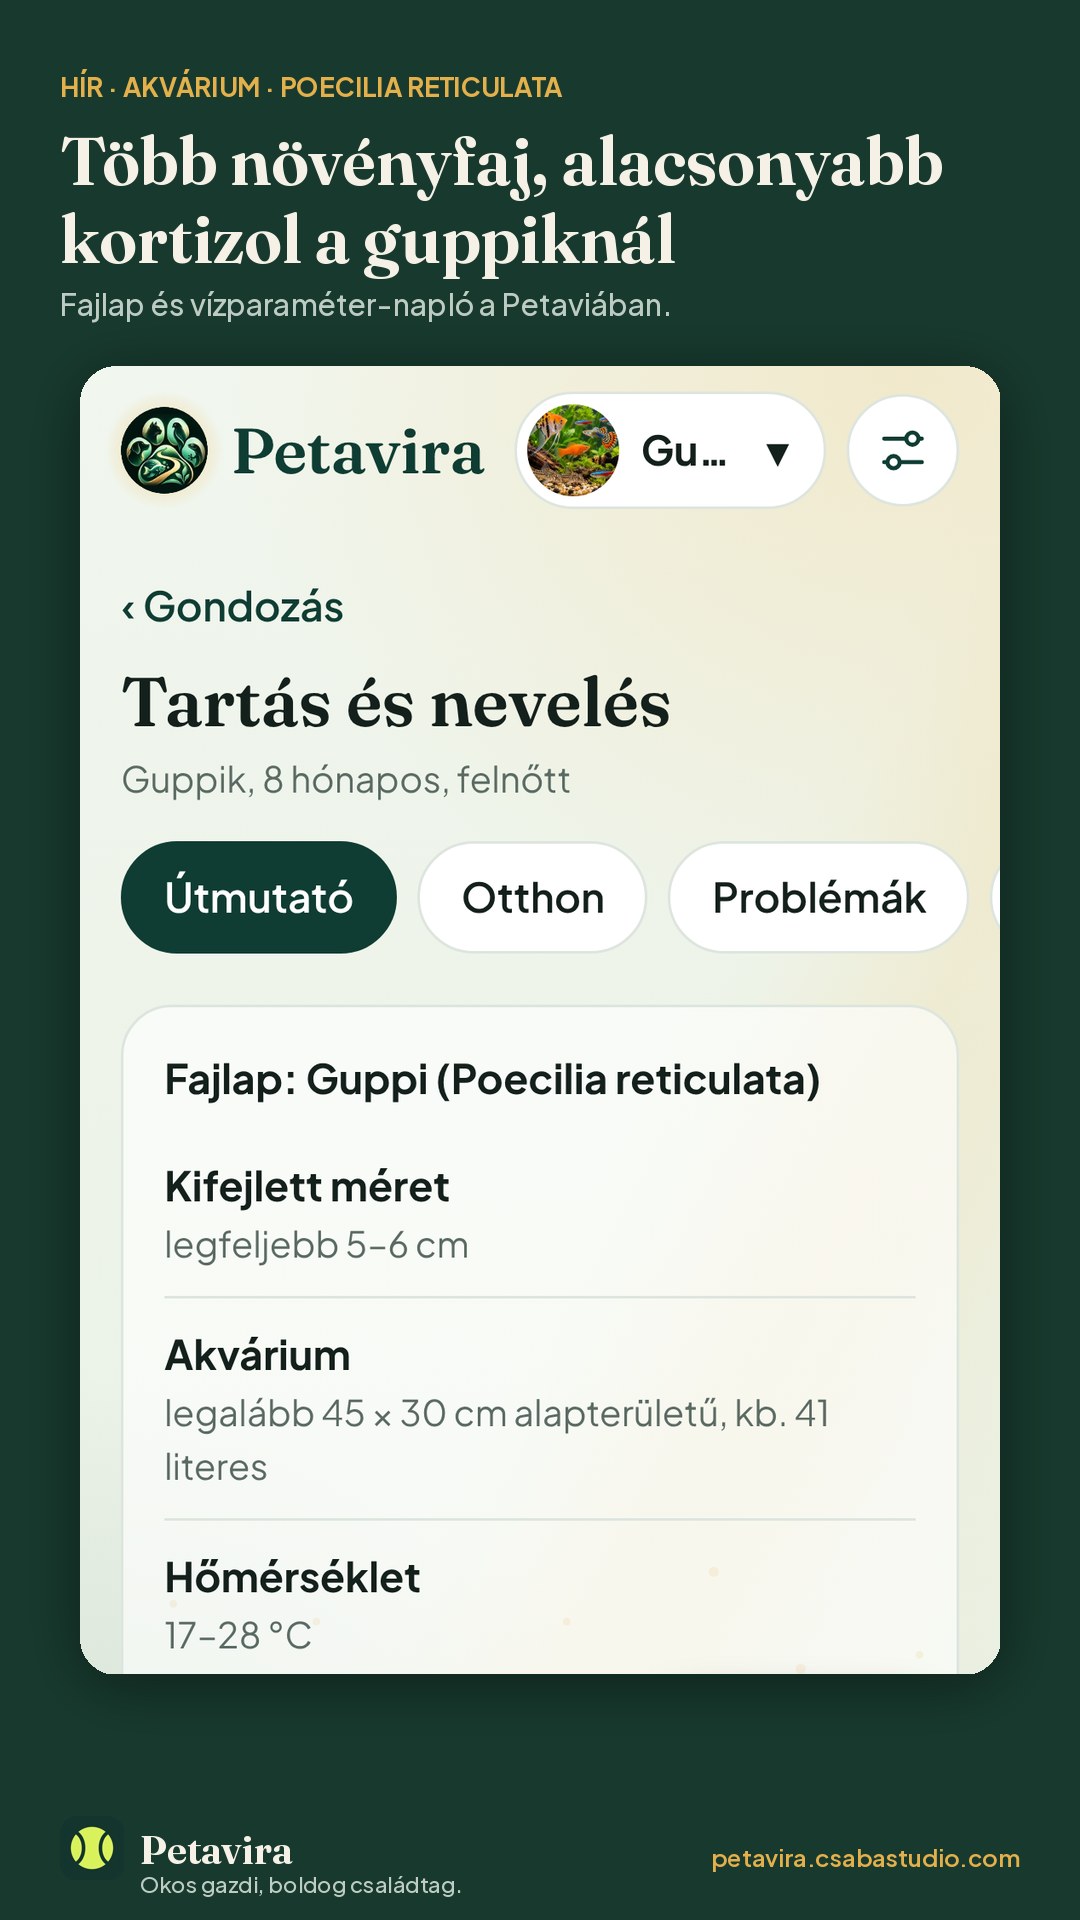 HÍR · AKVÁRIUM · POECILIA RETICULATA
Több növényfaj, alacsonyabb
kortizol a guppiknál
Fajlap és vízparaméter-napló a Petaviában.
Petavira
Gu...
‹ Gondozás
Tartás és nevelés
Guppik, 8 hónapos, felnőtt
Útmutató
Otthon
Problémák
Fajlap: Guppi (Poecilia reticulata)
Kifejlett méret
legfeljebb 5–6 cm
Akvárium
legalább 45 × 30 cm alapterületű, kb. 41
literes
Hőmérséklet
17–28 °C
Petavira
Okos gazdi, boldog családtag.
petavira.csabastudio.com